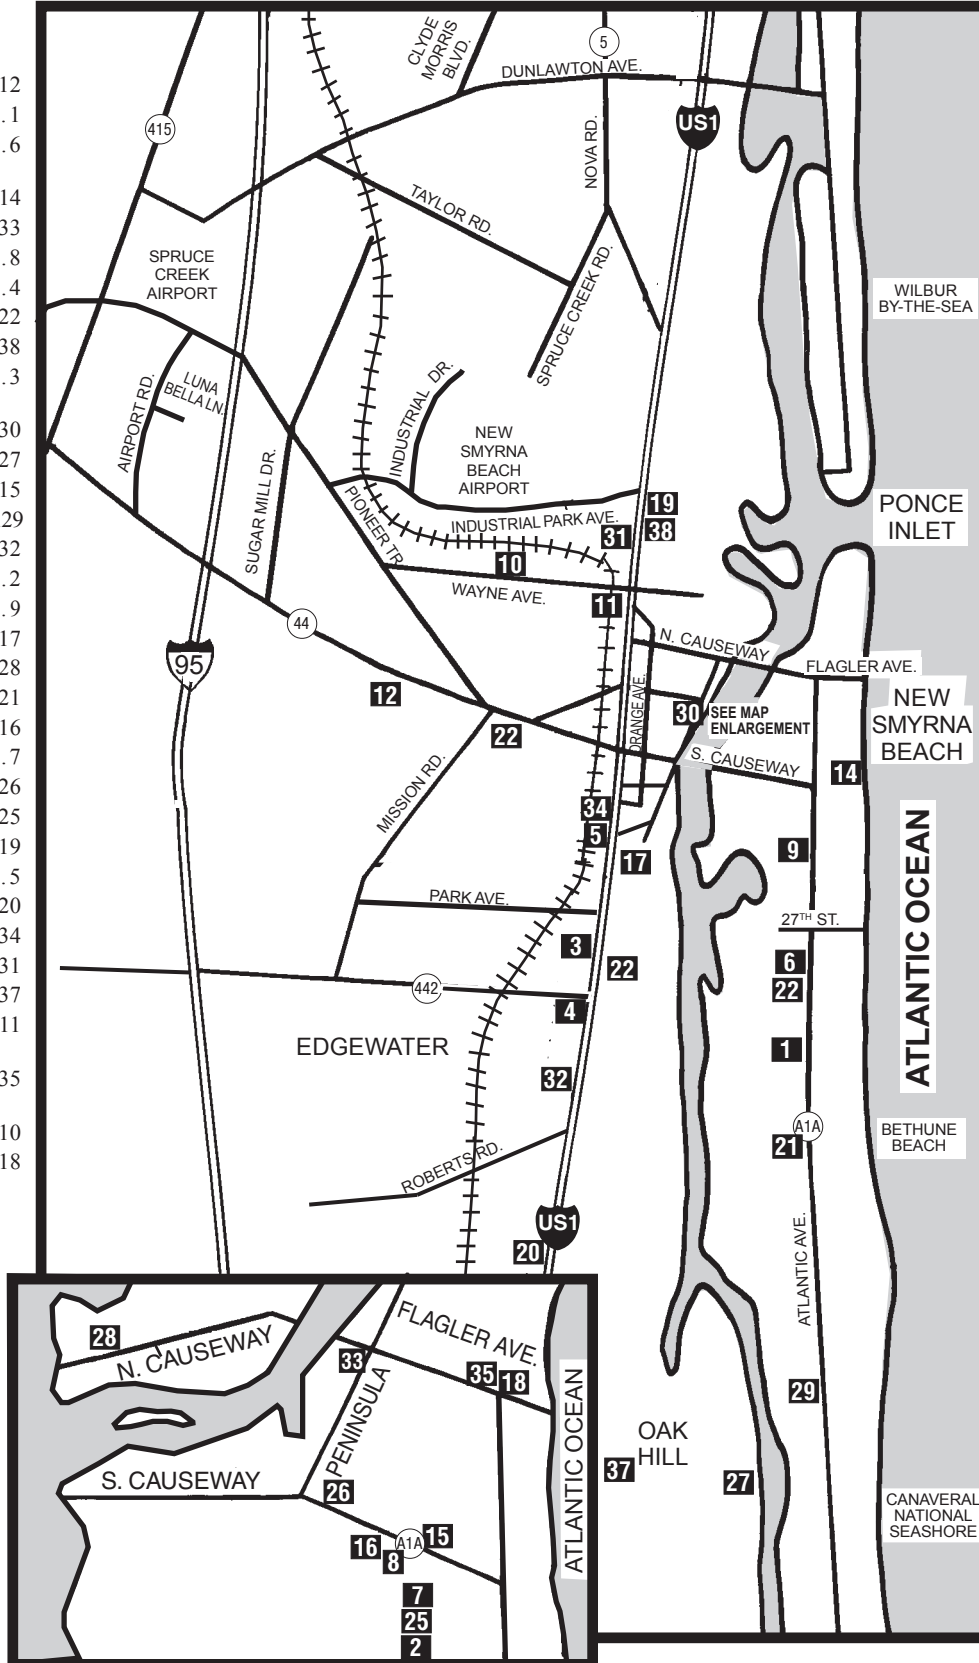 12
.1
.6
14
33
.8
.4
22
38
.3
30
27
15
29
32
.2
.9
17
28
21
16
.7
26
25
19
.5
20
34
31
37
11
35
10
18
CLYDE
MORRIS
BLVD.
5
DUNLAWTON AVE.
415
US1
NOVA RD.
TAYLOR RD.
SPRUCE
CREEK
AIRPORT
SPRUCE CREEK RD.
WILBUR
BY-THE-SEA
AIRPORT RD.
LUNA
BELLA LN.
INDUSTRIAL DR.
NEW
SMYRNA
BEACH
AIRPORT
SUGAR MILL DR.
PIONEER TR.
19
38
INDUSTRIAL PARK AVE.
31
PONCE
INLET
10
WAYNE AVE.
11
44
N. CAUSEWAY
FLAGLER AVE.
95
12
ORANGE AVE.
30
SEE MAP
ENLARGEMENT
NEW
SMYRNA
BEACH
22
S. CAUSEWAY
14
MISSION RD.
34
5
17
9
ATLANTIC OCEAN
PARK AVE.
27TH ST.
3
22
6
22
442
4
EDGEWATER
1
32
A1A
21
BETHUNE
BEACH
ROBERTS RD.
US1
20
ATLANTIC AVE.
28
N. CAUSEWAY
FLAGLER AVE.
33
35
18
PENINSULA
ATLANTIC OCEAN
29
OAK
HILL
S. CAUSEWAY
26
37
27
CANAVERAL
NATIONAL
SEASHORE
16
8
A1A
15
7
25
2